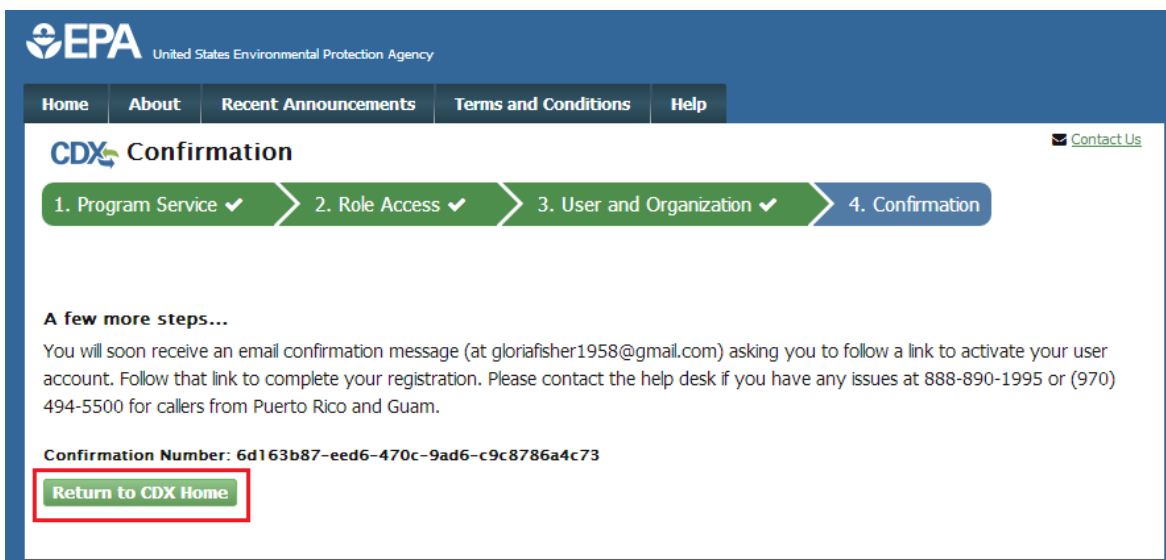 EPA United States Environmental Protection Agency
Home About Recent Announcements Terms and Conditions Help
Contact Us
CDX Confirmation
1. Program Service ✔ 2. Role Access ✔ 3. User and Organization ✔ 4. Confirmation
A few more steps...
You will soon receive an email confirmation message (at gloriafisher1958@gmail.com) asking you to follow a link to activate your user
account. Follow that link to complete your registration. Please contact the help desk if you have any issues at 888-890-1995 or (970)
494-5500 for callers from Puerto Rico and Guam.
Confirmation Number: 6d163b87-eed6-470c-9ad6-c9c8786a4c73
Return to CDX Home